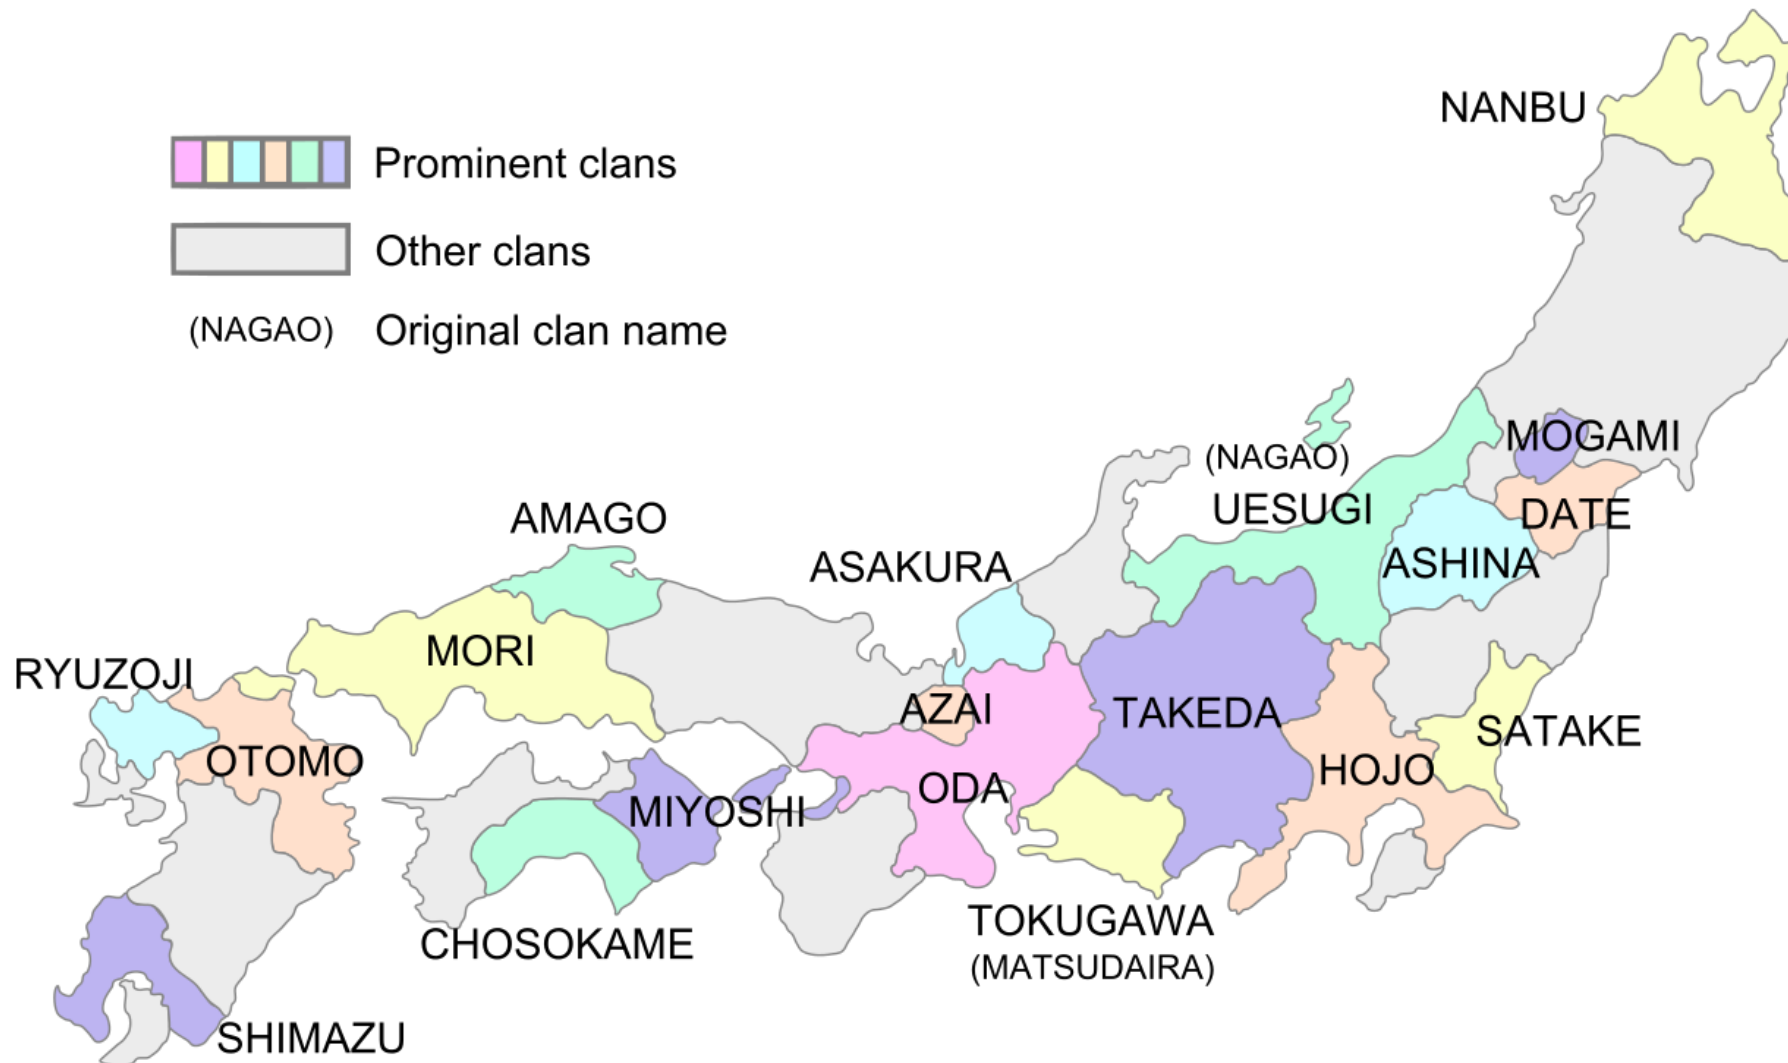 NANBU
Prominent clans
Other clans
(NAGAO) Original clan name
MOGAMI
(NAGAO)
UESUGI
DATE
AMAGO
ASAKURA
ASHINA
MORI
RYUZOJI
AZAI
TAKEDA
SATAKE
OTOMO
HOJO
ODA
MIYOSHI
TOKUGAWA
(MATSUDAIRA)
CHOSOKAME
SHIMAZU